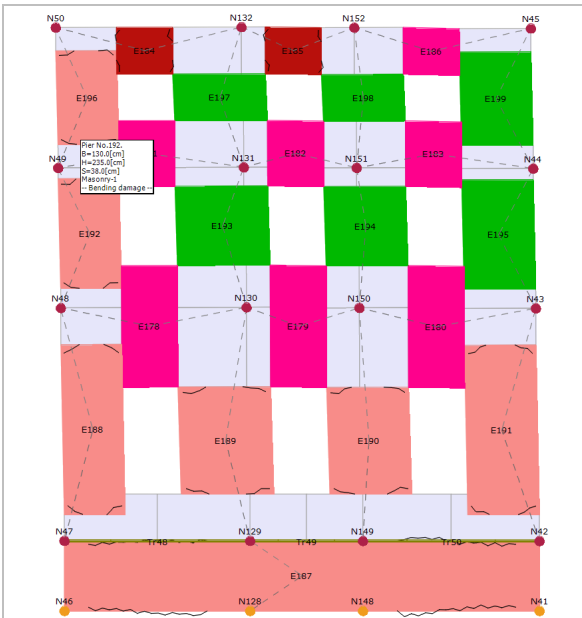 N50 N132 N152 N45
E184 E185 E186
E196 E197 E198 E199
Pier No.192.
B=130.0[cm]
H=235.0[cm]
S=38.0[cm]
Masonry-1
-- Bending damage --
E182 E183
N49 N131 N151 N44
E192 E193 E194 E195
N48 N130 N150 N43
E178 E179 E180
E188 E189 E190 E191
N47 N129 N149 N42
Tr48 Tr49 Tr50
E187
N46 N128 N148 N41